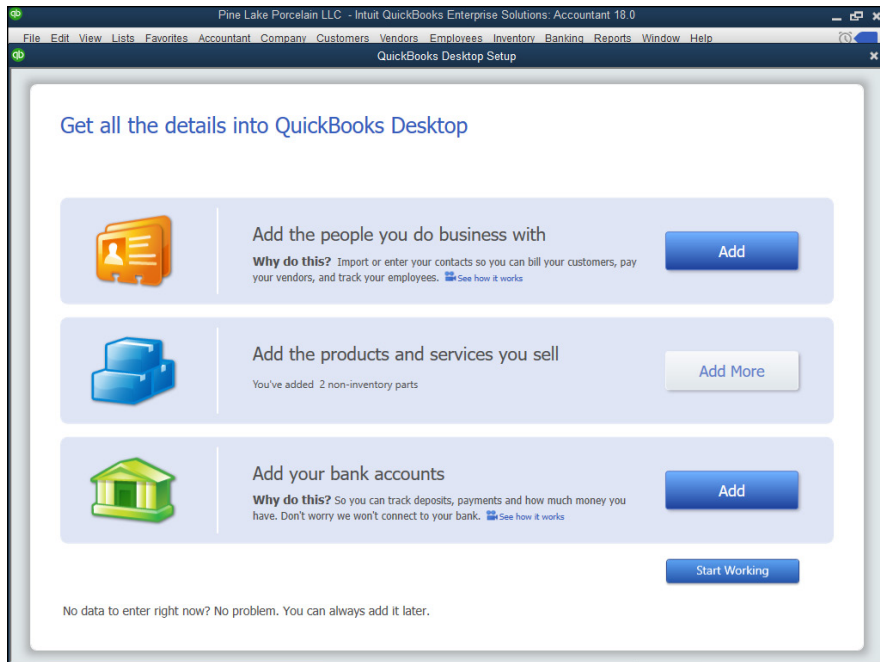 qb
Pine Lake Porcelain LLC - Intuit QuickBooks Enterprise Solutions: Accountant 18.0
File Edit View Lists Favorites Accountant Company Customers Vendors Employees Inventory Banking Reports Window Help
qb
QuickBooks Desktop Setup
Get all the details into QuickBooks Desktop
Add the people you do business with
Why do this? Import or enter your contacts so you can bill your customers, pay
your vendors, and track your employees. See how it works
Add
Add the products and services you sell
You've added 2 non-inventory parts
Add More
Add your bank accounts
Why do this? So you can track deposits, payments and how much money you
have. Don't worry we won't connect to your bank. See how it works
Add
Start Working
No data to enter right now? No problem. You can always add it later.